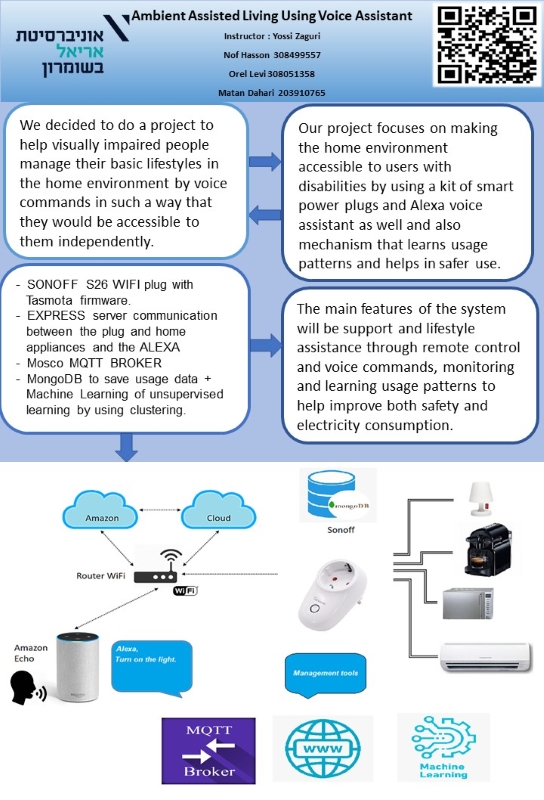 Ambient Assisted Living Using Voice Assistant
אוניברסיטת
אריאל
בשומרון
Instructor : Yossi Zaguri
Nof Hasson 308499557
Orel Levi 308051358
Matan Dahari 203910765
We decided to do a project to
help visually impaired people
manage their basic lifestyles in
the home environment by voice
commands in such a way that
they would be accessible to
them independently.
Our project focuses on making
the home environment
accessible to users with
disabilities by using a kit of smart
power plugs and Alexa voice
assistant as well and also
mechanism that learns usage
patterns and helps in safer use.
- SONOFF S26 WIFI plug with
Tasmota firmware.
- EXPRESS server communication
between the plug and home
appliances and the ALEXA
- Mosco MQTT BROKER
- MongoDB to save usage data +
Machine Learning of unsupervised
learning by using clustering.
The main features of the system
will be support and lifestyle
assistance through remote control
and voice commands, monitoring
and learning usage patterns to
help improve both safety and
electricity consumption.
Amazon
Cloud
mongoDB
Sonoff
Router WiFi
WiFi
Amazon
Echo
Alexa,
Turn on the light.
Management tools
MQTT
Broker
www
Machine
Learning